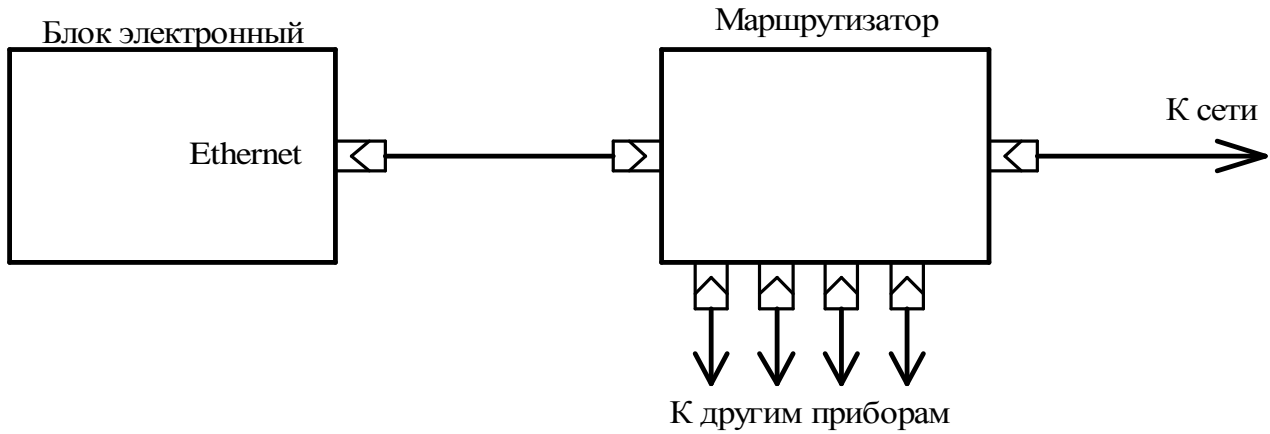 Блок электронный
Маршрутизатор
К сети
Ethernet
К другим приборам